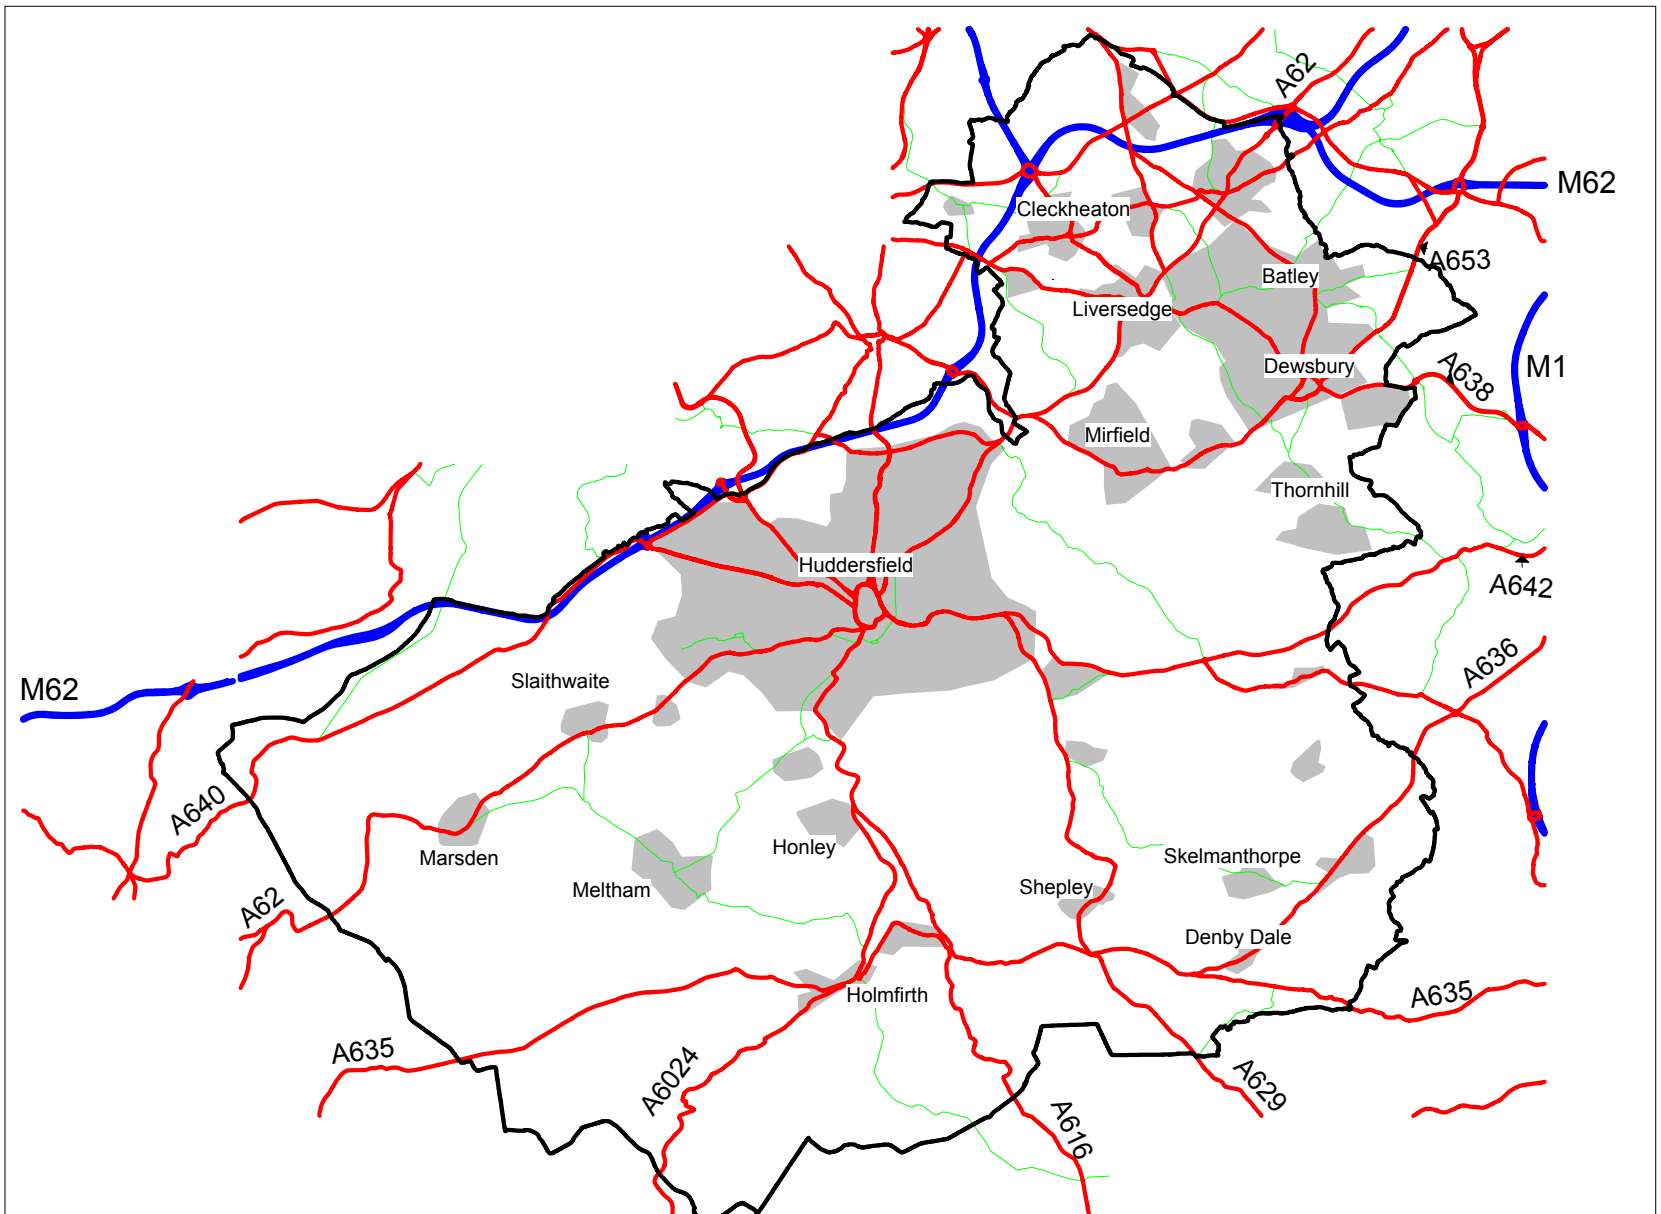 A62
M62
Cleckheaton
A653
Batley
Liversedge
M1
Dewsbury
A638
Mirfield
Thornhill
Huddersfield
A642
A636
Slaithwaite
M62
A640
Marsden
Honley
Skelmanthorpe
Meltham
Shepley
A62
Denby Dale
Holmfirth
A635
A635
A6024
A629
A616